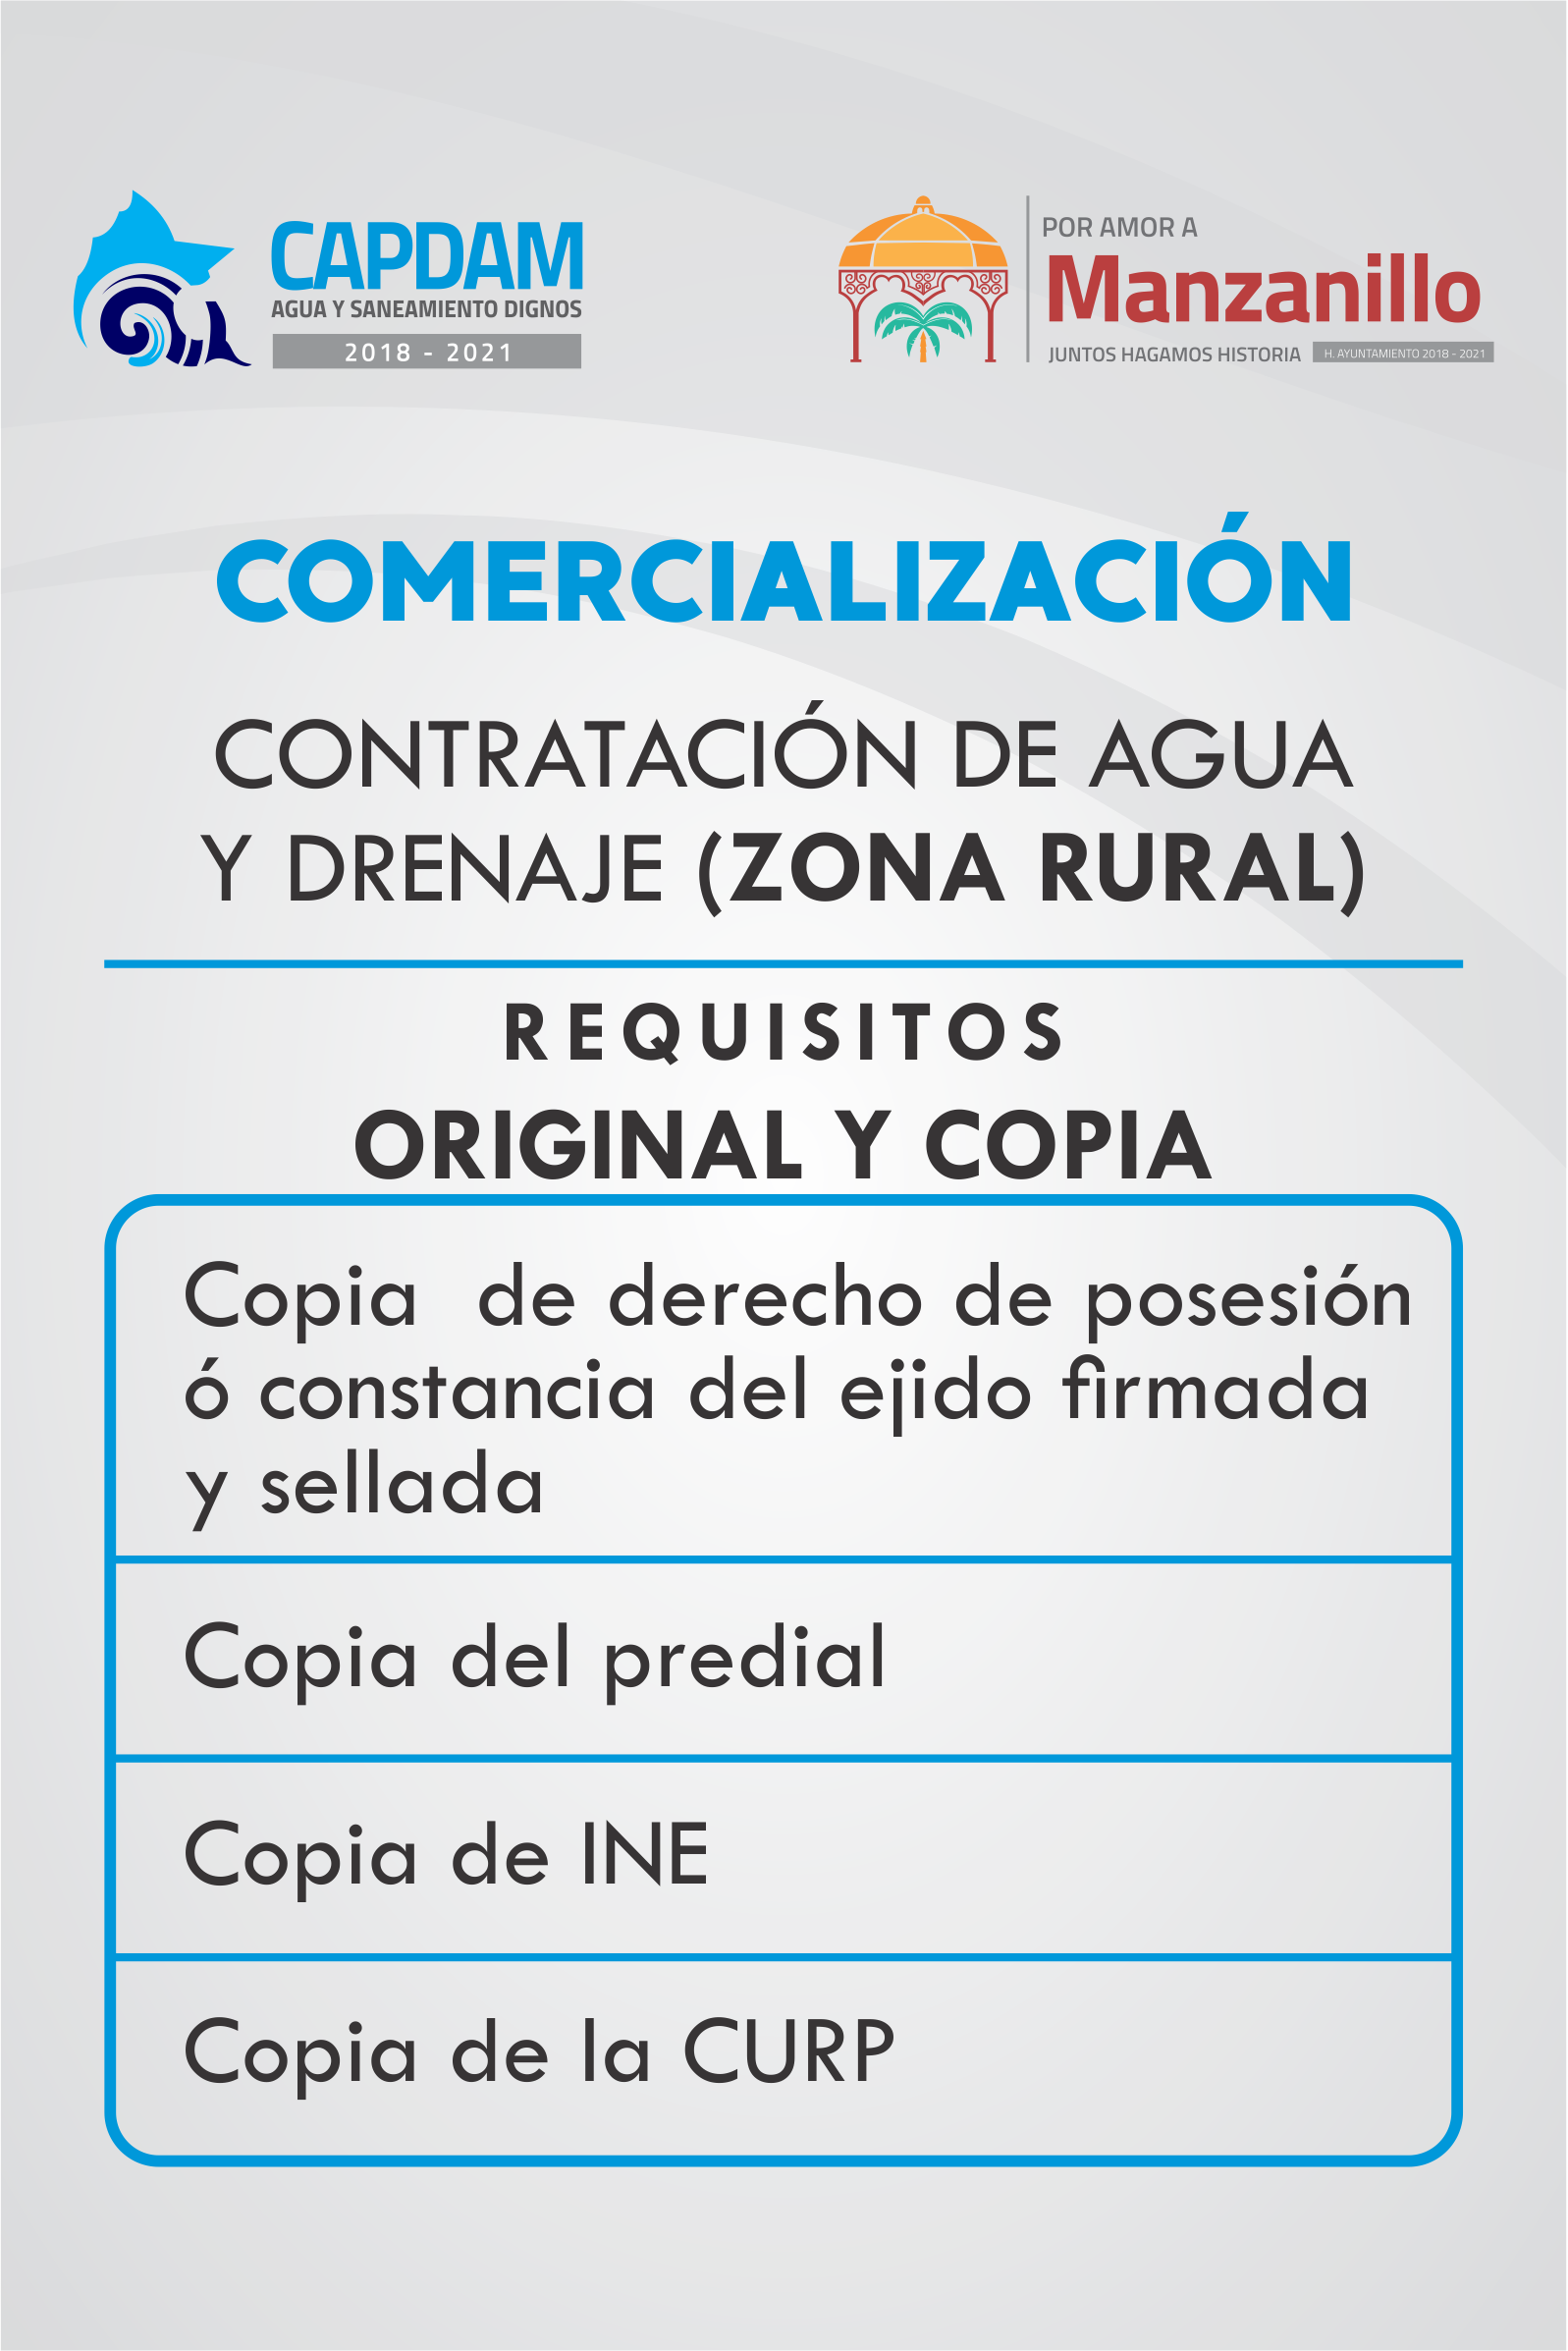 CAPDAM
AGUA Y SANEAMIENTO DIGNOS
2018 - 2021
POR AMOR A
Manzanillo
JUNTOS HAGAMOS HISTORIA
H. AYUNTAMIENTO 2018 - 2021
COMERCIALIZACIÓN
CONTRATACIÓN DE AGUA
Y DRENAJE (ZONA RURAL)
REQUISITOS
ORIGINAL Y COPIA
Copia de derecho de posesión
ó constancia del ejido firmada
y sellada
Copia del predial
Copia de INE
Copia de la CURP